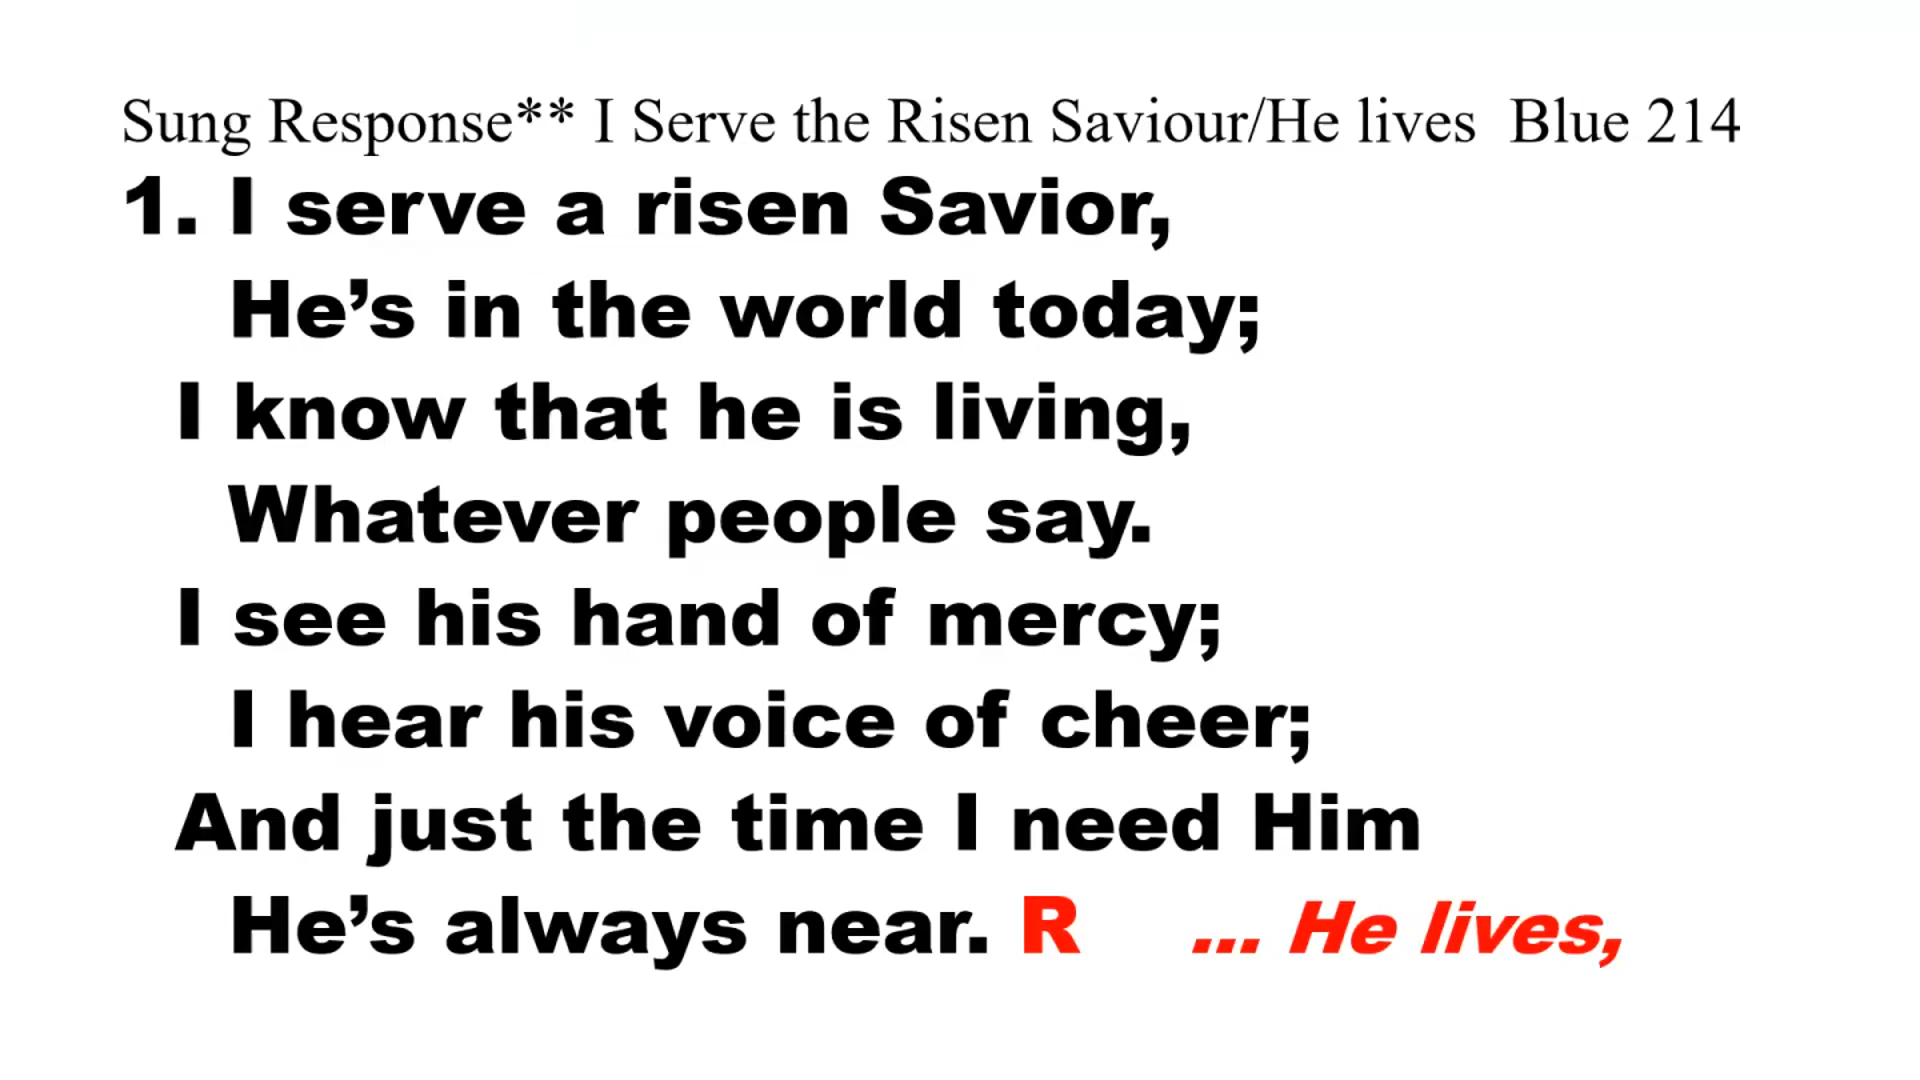 Sung Response** I Serve the Risen Saviour/He lives Blue 214
1. I serve a risen Savior,
He’s in the world today;
I know that he is living,
Whatever people say.
I see his hand of mercy;
I hear his voice of cheer;
And just the time I need Him
He’s always near. R ... He lives,